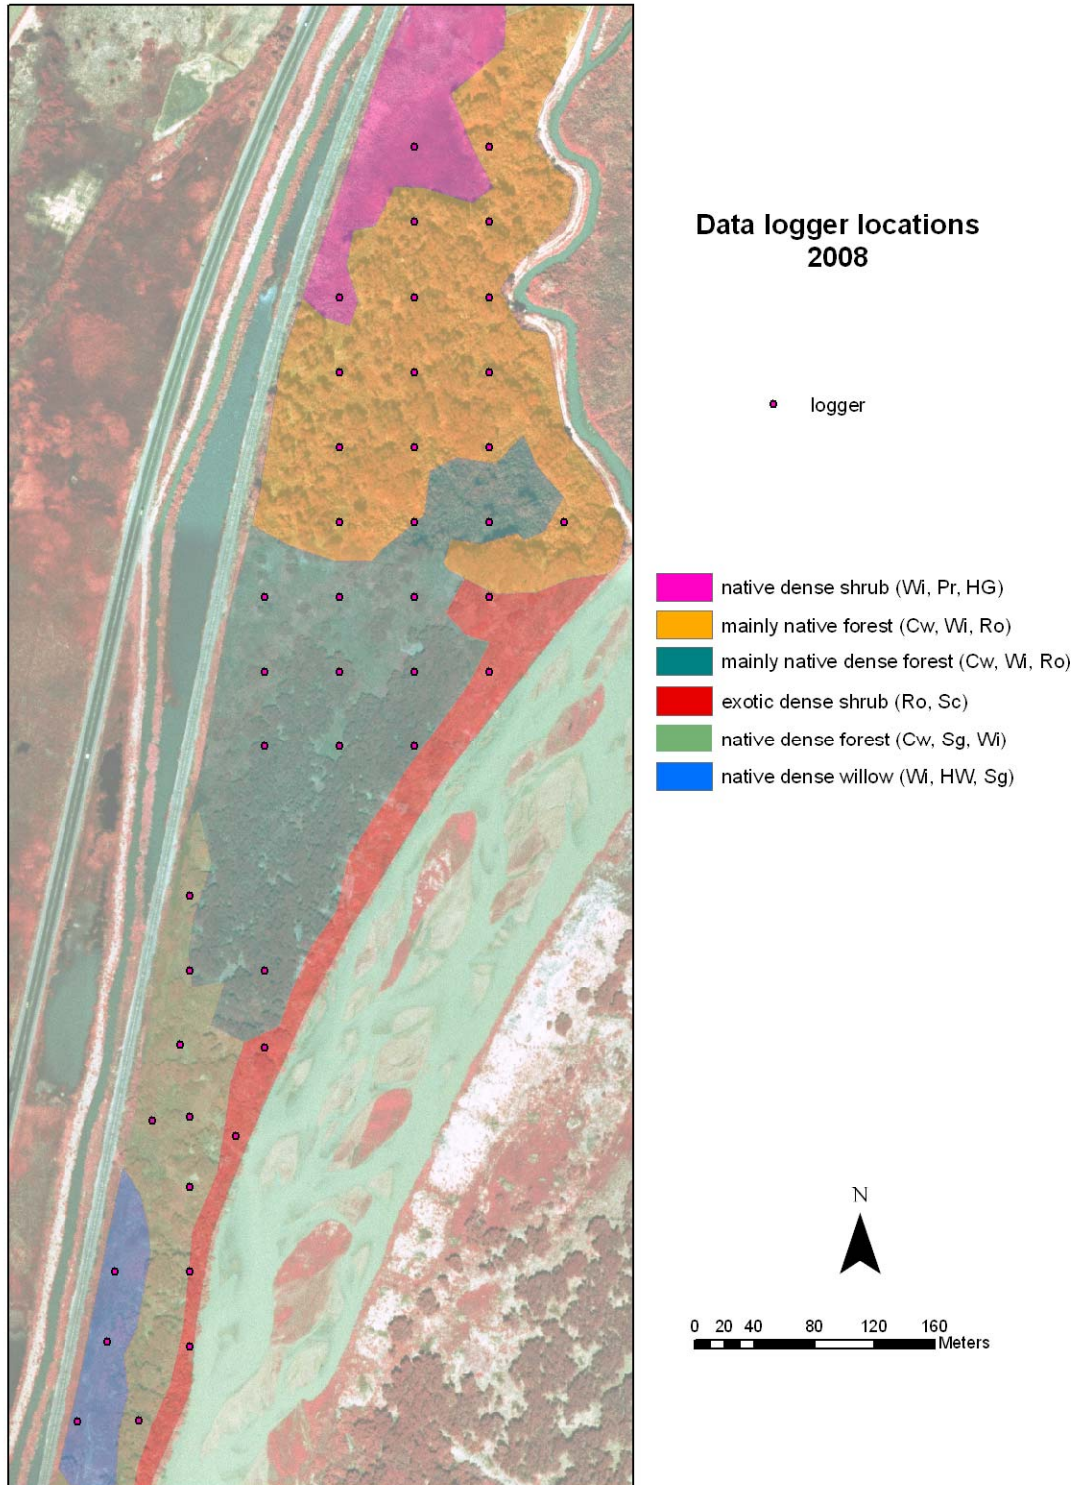 Data logger locations
2008
logger
native dense shrub (Wi, Pr, HG)
mainly native forest (Cw, Wi, Ro)
mainly native dense forest (Cw, Wi, Ro)
exotic dense shrub (Ro, Sc)
native dense forest (Cw, Sg, Wi)
native dense willow (Wi, HW, Sg)
N
0 20 40 80 120 160
Meters